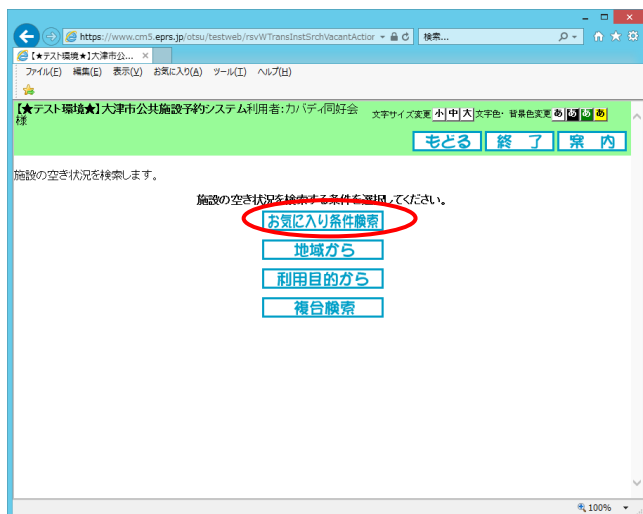 https://www.cm5.eprs.jp/otsu/testweb/rsvWTransInstSrchVacantActior
検索...
【★テスト環境★】大津市公... ×
ファイル(F) 編集(E) 表示(V) お気に入り(A) ツール(T) ヘルプ(H)
【★テスト環境★】大津市公共施設予約システム利用者:カバディ同好会様 文字サイズ変更 小 中 大 文字色・背景色変更 あ あ あ あ
もどる 終 了 案 内
施設の空き状況を検索します。
施設の空き状況を検索する条件を選択してください。
お気に入り条件検索
地域から
利用目的から
複合検索
100%